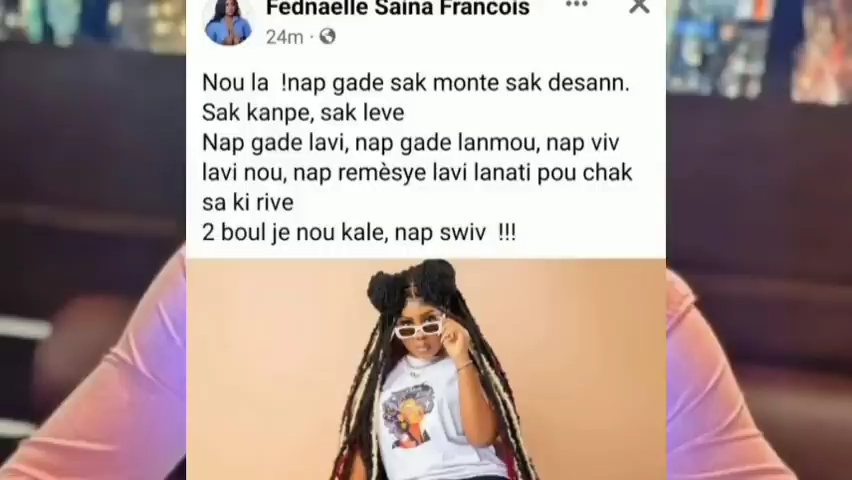 Fednaelle Saina Francois
24m
Nou la !nap gade sak monte sak desann.
Sak kanpe, sak leve
Nap gade lavi, nap gade lanmou, nap viv
lavi nou, nap remèsye lavi lanati pou chak
sa ki rive
2 boul je nou kale, nap swiv !!!